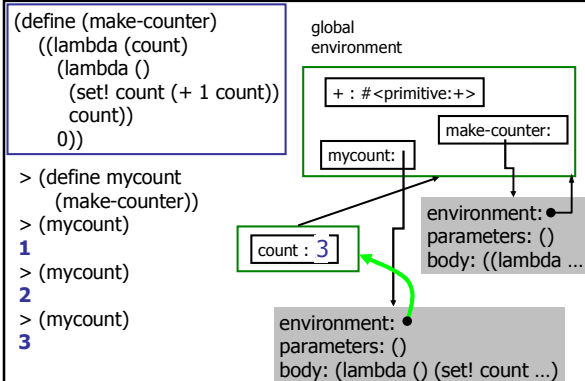 (define (make-counter)
((lambda (count)
(lambda ()
(set! count (+ 1 count))
count))
0))
> (define mycount
(make-counter))
> (mycount)
1
> (mycount)
2
> (mycount)
3
global
environment
+ : #<primitive:+>
make-counter:
mycount:
count : 3
environment:
parameters: ()
body: ((lambda ...
environment:
parameters: ()
body: (lambda () (set! count …)